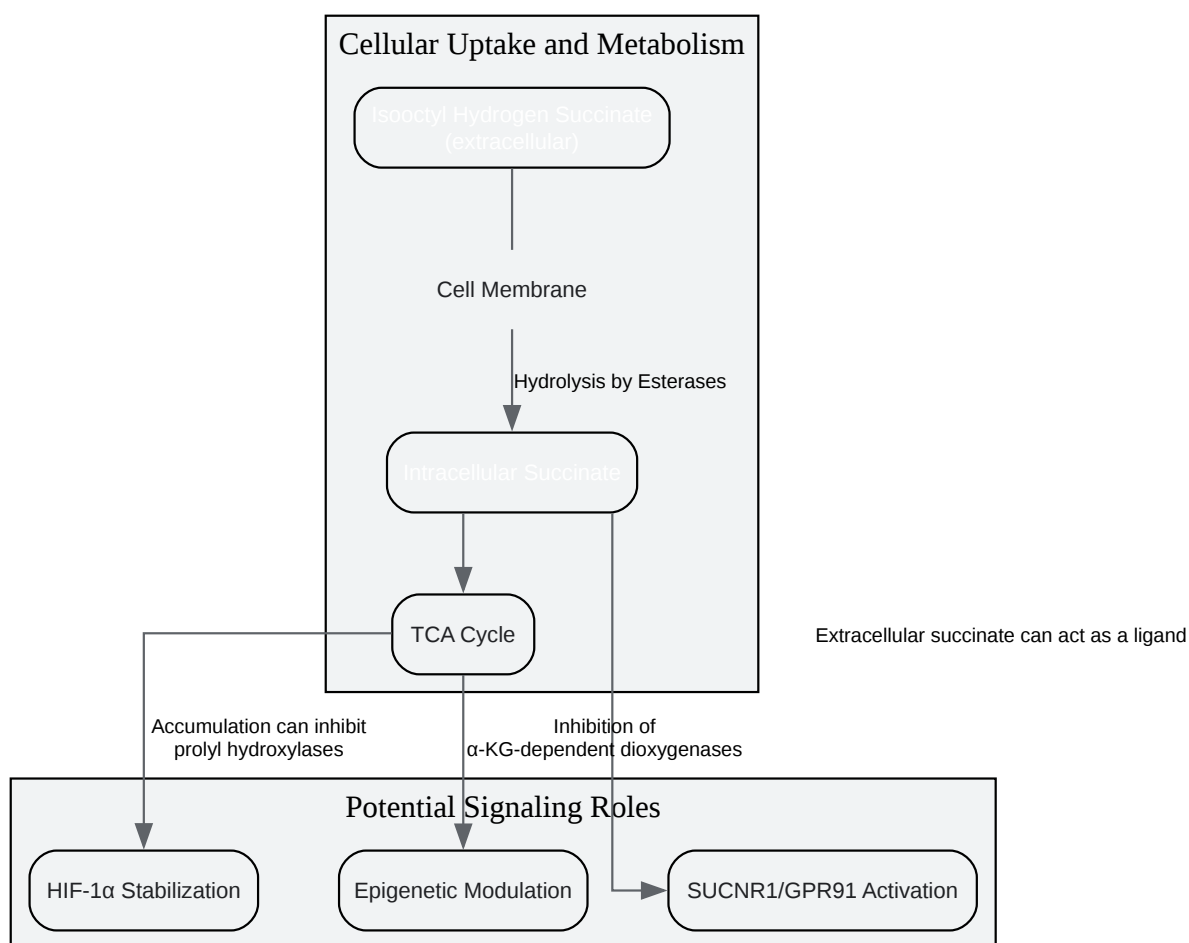 Cellular Uptake and Metabolism
Isooctyl Hydrogen Succinate
(extracellular)
Cell Membrane
Hydrolysis by Esterases
Intracellular Succinate
TCA Cycle
Extracellular succinate can act as a ligand
Accumulation can inhibit
prolyl hydroxylases
Inhibition of
α-KG-dependent dioxygenases
Potential Signaling Roles
HIF-1α Stabilization
Epigenetic Modulation
SUCNR1/GPR91 Activation